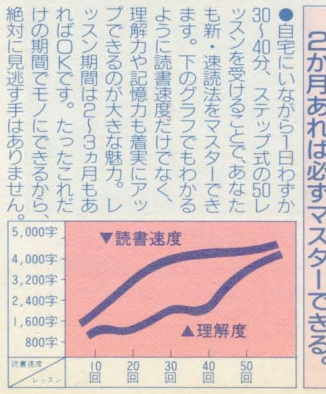 2か月あれば必ずマスターできる。
●自宅にいながら1日わずか
30〜40分、ステップ式の50レ
ッスンを受けることで、あなた
も新・速読法をマスターでき
ます。下のグラフでもわかる
ように読書速度だけでなく、
理解力や記憶力も着実にアッ
プできるのが大きな魅力。レ
ッスン期間は2〜3ヵ月もあ
ればOKです。たったこれだ
けの期間でモノにできるから、
絶対に見逃す手はありません。
▼読書速度
▲理解度
5,000字
4,000字
3,200字
2,400字
1,600字
800字
読書速度
レッスン
10回
20回
30回
40回
50回